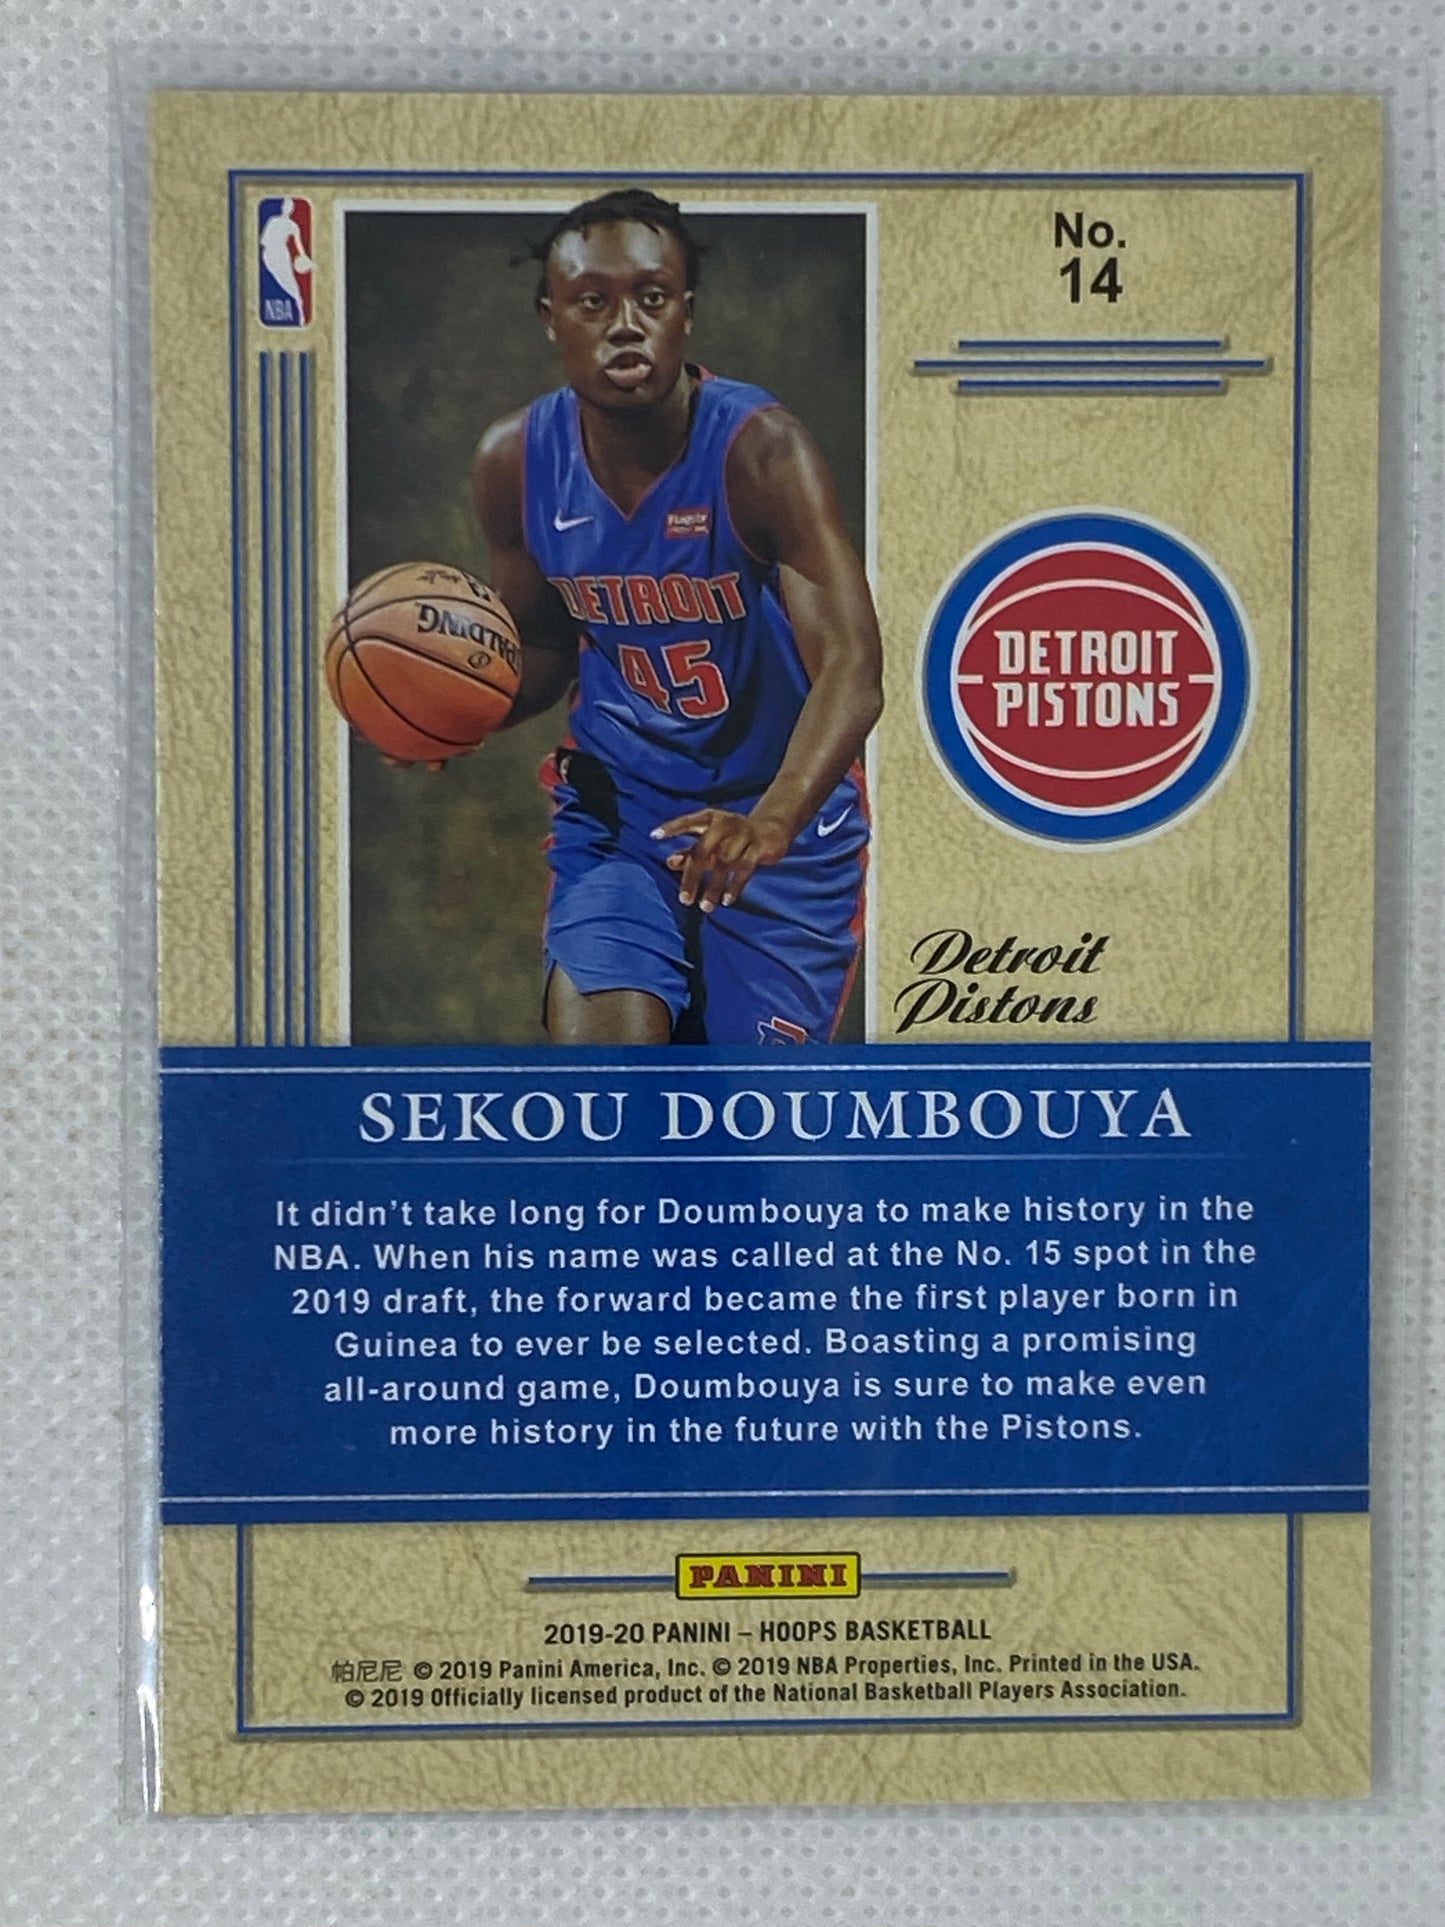 NBA
No.
14
SPALDING
Flagstar
DETROIT
45
DETROIT
PISTONS
Detroit
Pistons
SEKOU DOUMBOUYA
It didn't take long for Doumbouya to make history in the
NBA. When his name was called at the No. 15 spot in the
2019 draft, the forward became the first player born in
Guinea to ever be selected. Boasting a promising
all-around game, Doumbouya is sure to make even
more history in the future with the Pistons.
PANINI
2019-20 PANINI – HOOPS BASKETBALL
帕尼尼 © 2019 Panini America, Inc. © 2019 NBA Properties, Inc. Printed in the USA.
© 2019 Officially licensed product of the National Basketball Players Association.